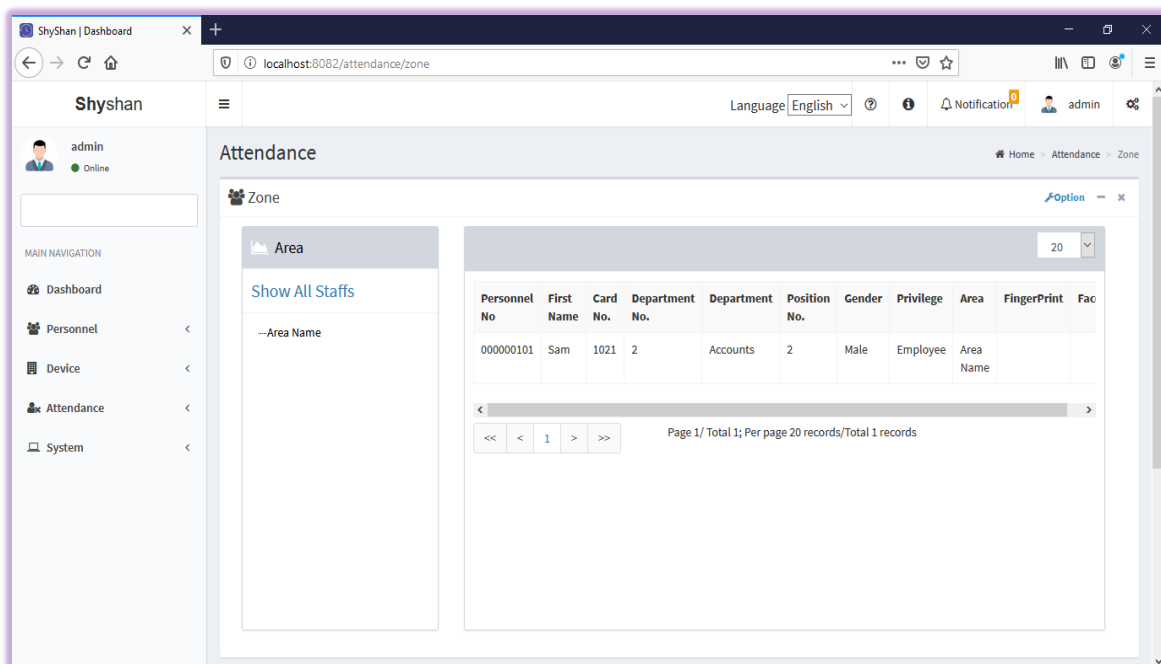 ShyShan | Dashboard
localhost:8082/attendance/zone
Shyshan
Language English
Notification 0
admin
admin
Online
Attendance
Home > Attendance > Zone
Zone
Option
MAIN NAVIGATION
Dashboard
Personnel
Device
Attendance
System
Area
Show All Staffs
Area Name
20
Personnel No First Name Card No. Department No. Department Position No. Gender Privilege Area FingerPrint Fac
000000101 Sam 1021 2 Accounts 2 Male Employee Area Name
<< < 1 > >>
Page 1/ Total 1; Per page 20 records/Total 1 records